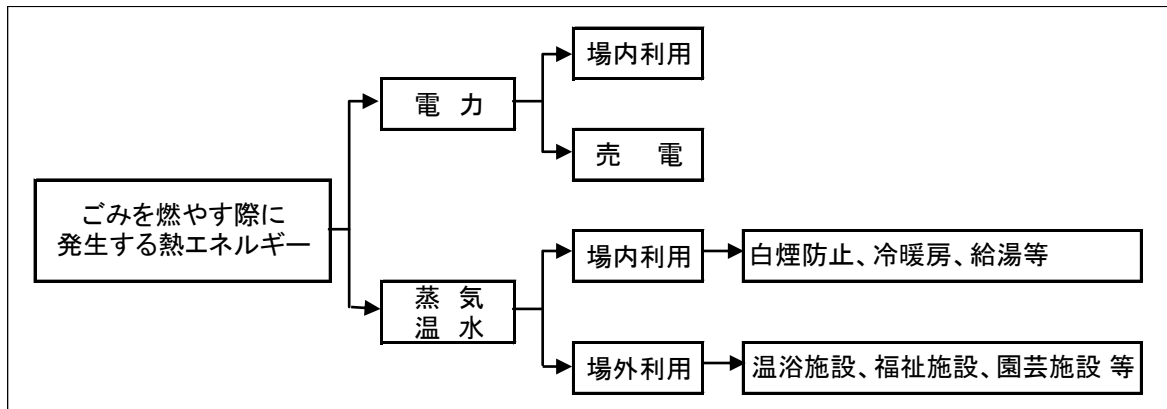 ごみを燃やす際に
発生する熱エネルギー
電 力
場内利用
売 電
蒸 気
温 水
場内利用
白煙防止、冷暖房、給湯等
場外利用
温浴施設、福祉施設、園芸施設 等